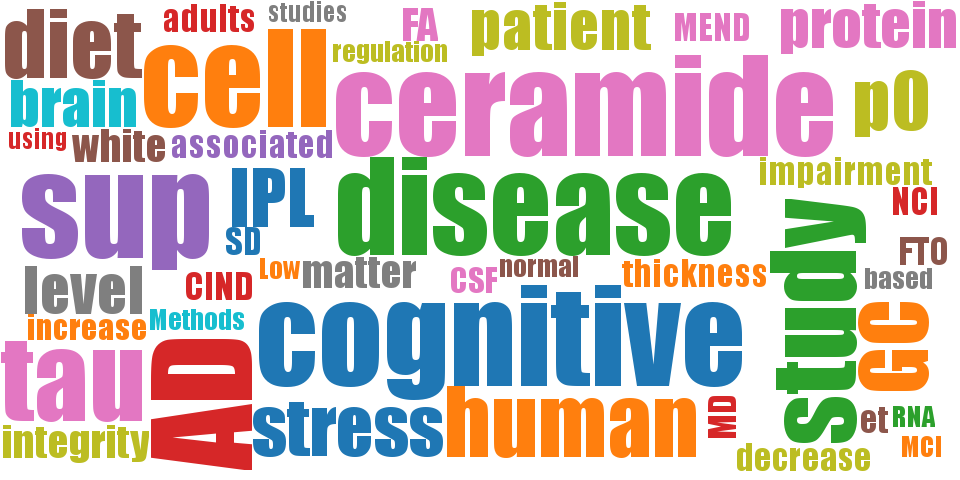 diet
adults
studies
FA
patient
MEND
protein
cell
regulation
ceramide
brain
pO
using
white
associated
disease
impairment
sup
IPL
SD
NCI
study
FTO
level
CIND
Low
matter
CSF
normal
thickness
based
increase
Methods
cognitive
GC
tau
AD
stress
human
MD
et
RNA
integrity
decrease
MCI